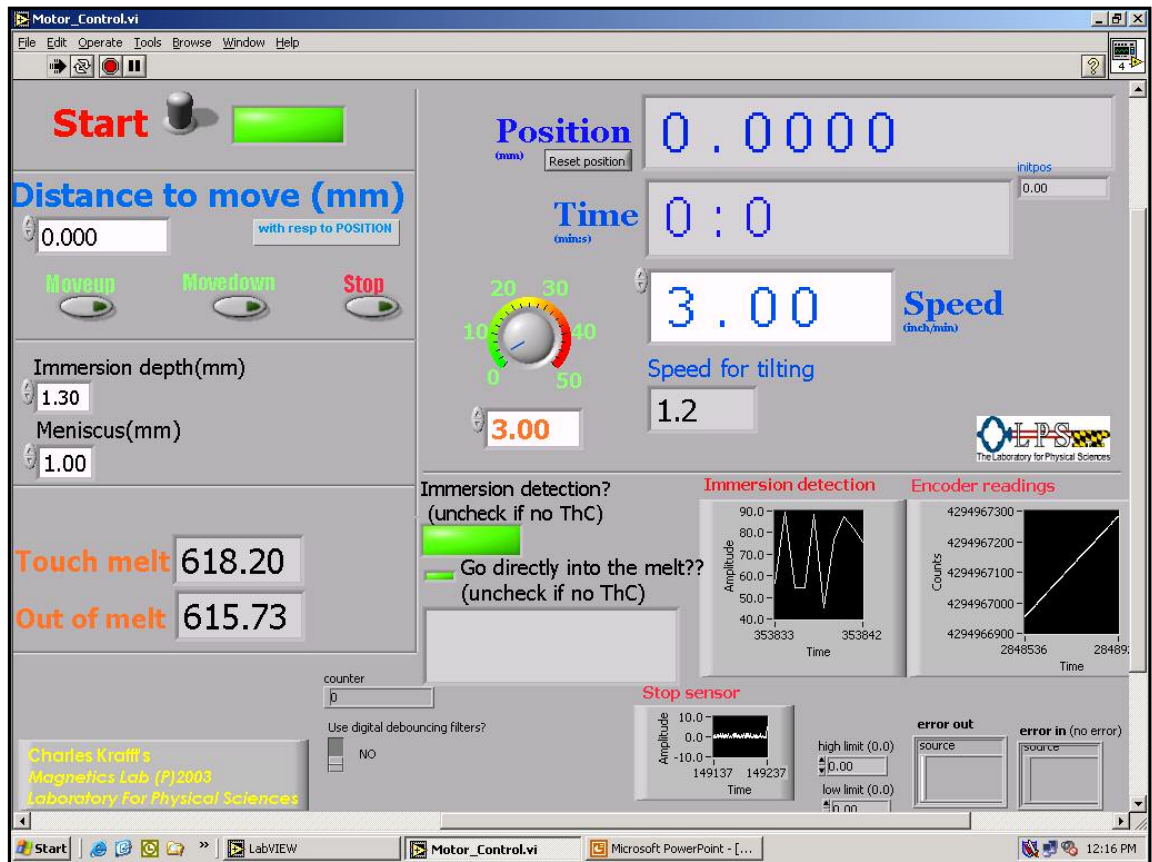 Motor_Control.vi
File Edit Operate Tools Browse Window Help
4
Start
Distance to move (mm)
0.000
with resp to POSITION
Moveup Movedown Stop
Immersion depth(mm)
1.30
Meniscus(mm)
1.00
Touch melt 618.20
Out of melt 615.73
Position
(mm)
Reset position
0.0000
initpos
0.00
Time
(min:s)
0:0
3.00
Speed
(inch/min)
0 10 20 30 40 50
3.00
Speed for tilting
1.2
LPS
The Laboratory for Physical Sciences
Immersion detection?
(uncheck if no ThC)
Go directly into the melt??
(uncheck if no ThC)
Immersion detection
90.0
80.0
70.0
60.0
50.0
40.0
Amplitude
353833 353842
Time
Encoder readings
4294967300
4294967200
4294967100
4294967000
4294966900
Counts
2848536
Time
counter
0
Use digital debouncing filters?
NO
Stop sensor
10.0
0.0
-10.0
Amplitude
149137 149237
Time
high limit (0.0)
0.00
low limit (0.0)
0.00
error out
source
error in (no error)
source
Charles Krafft's
Magnetics Lab (P)2003
Laboratory For Physical Sciences
Start
»
LabVIEW
Motor_Control.vi
Microsoft PowerPoint - [...
12:16 PM